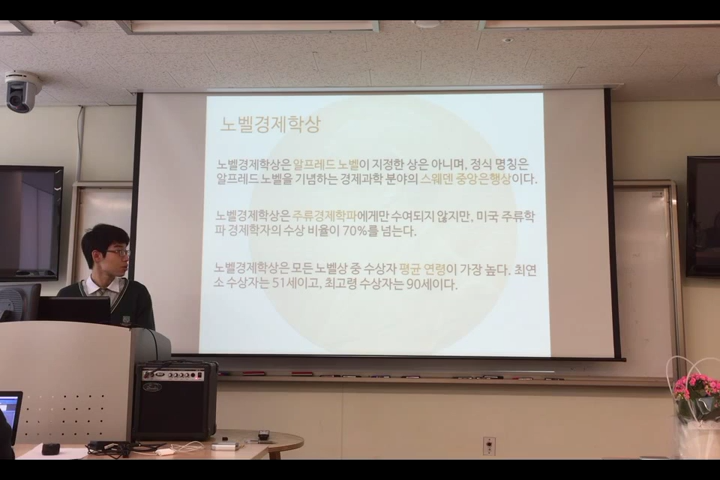 노벨경제학상
노벨경제학상은 알프레드 노벨이 지정한 상은 아니며, 정식 명칭은
알프레드 노벨을 기념하는 경제과학 분야의 스웨덴 중앙은행상이다.
노벨경제학상은 주류경제학파에게만 수여되지 않지만, 미국 주류학
파 경제학자의 수상 비율이 70%를 넘는다.
노벨경제학상은 모든 노벨상 중 수상자 평균 연령이 가장 높다. 최연
소 수상자는 51세이고, 최고령 수상자는 90세이다.